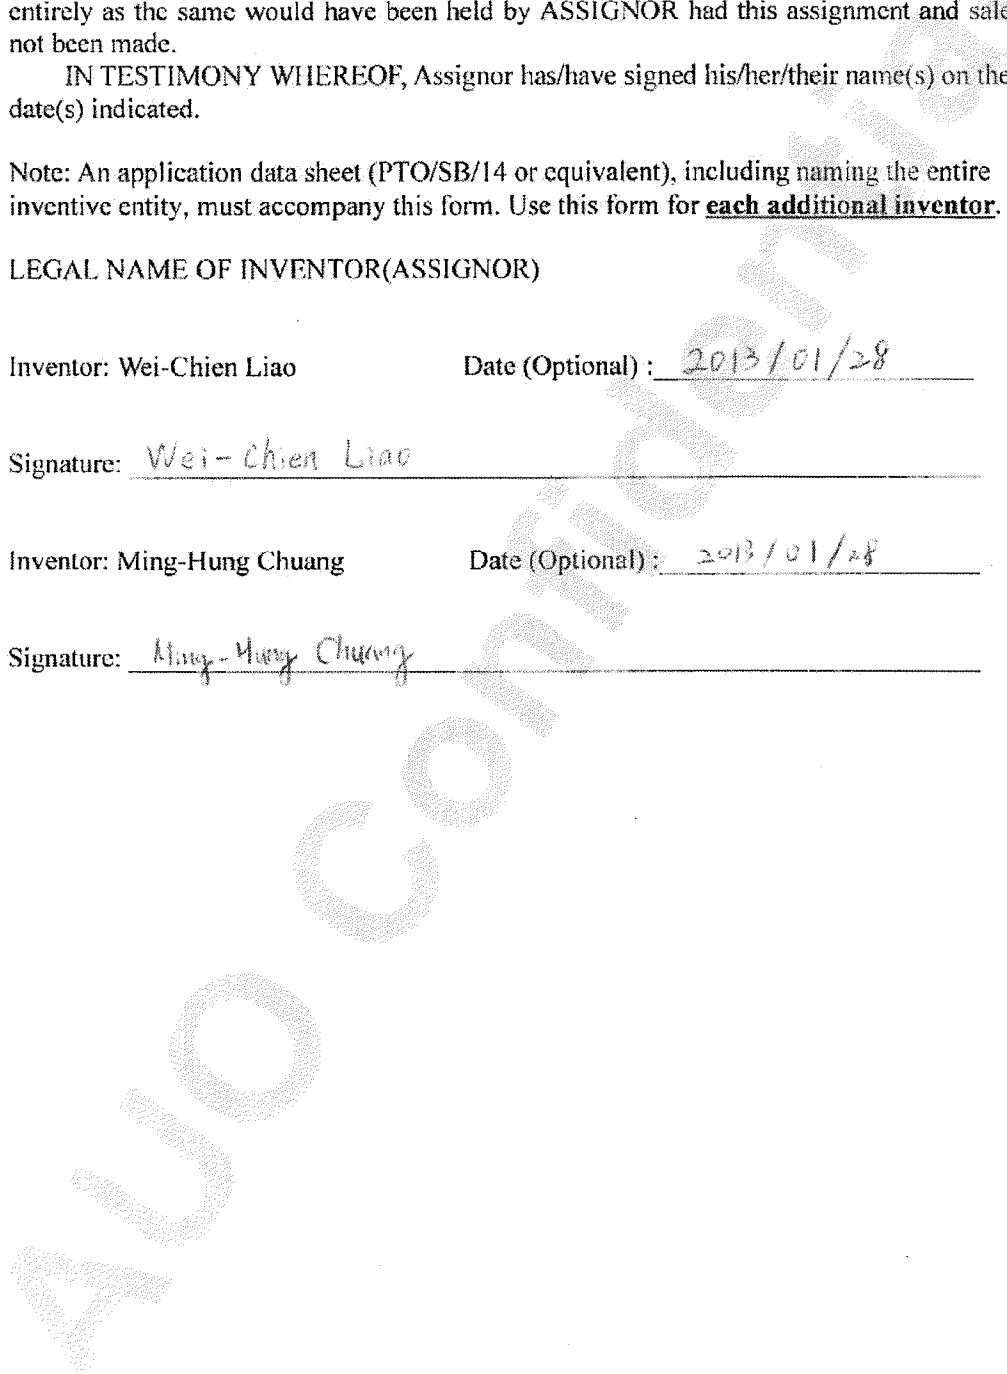 entirely as the same would have been held by ASSIGNOR had this assignment and sale
not been made.
IN TESTIMONY WHEREOF, Assignor has/have signed his/her/their name(s) on the
date(s) indicated.
Note: An application data sheet (PTO/SB/14 or equivalent), including naming the entire
inventive entity, must accompany this form. Use this form for each additional inventor.
LEGAL NAME OF INVENTOR(ASSIGNOR)
Inventor: Wei-Chien Liao Date (Optional) : 2013/01/28
Signature: Wei-Chien Liao
Inventor: Ming-Hung Chuang Date (Optional) : 2013/01/28
Signature: Ming-Hung Chuang
AUO Confidentia